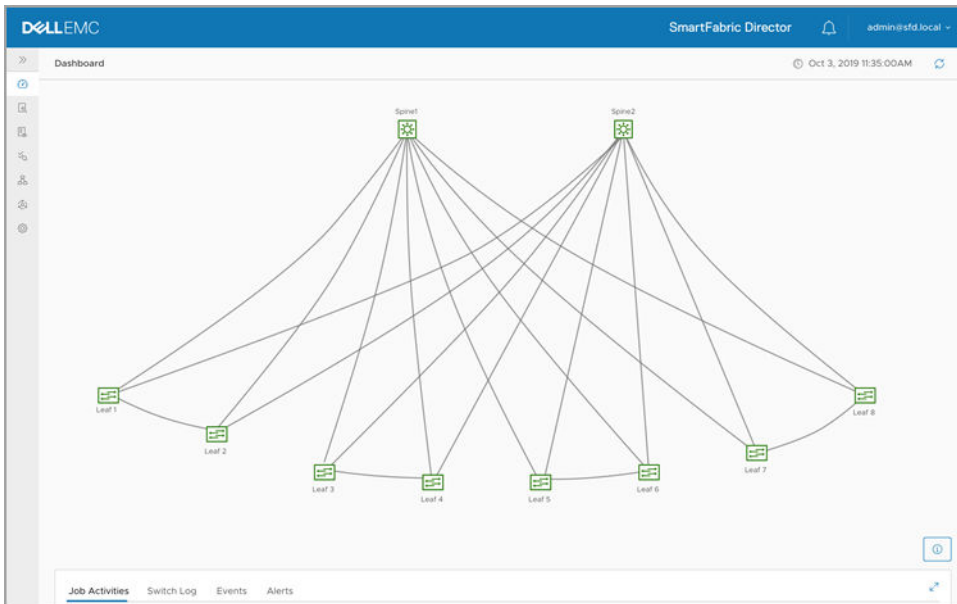 DELLEMC
SmartFabric Director
admin@sfd.local
Dashboard
Oct 3, 2019 11:35:00AM
Spine1
Spine2
Leaf 1
Leaf 8
Leaf 2
Leaf 7
Leaf 3
Leaf 6
Leaf 4
Leaf 5
Job Activities
Switch Log
Events
Alerts